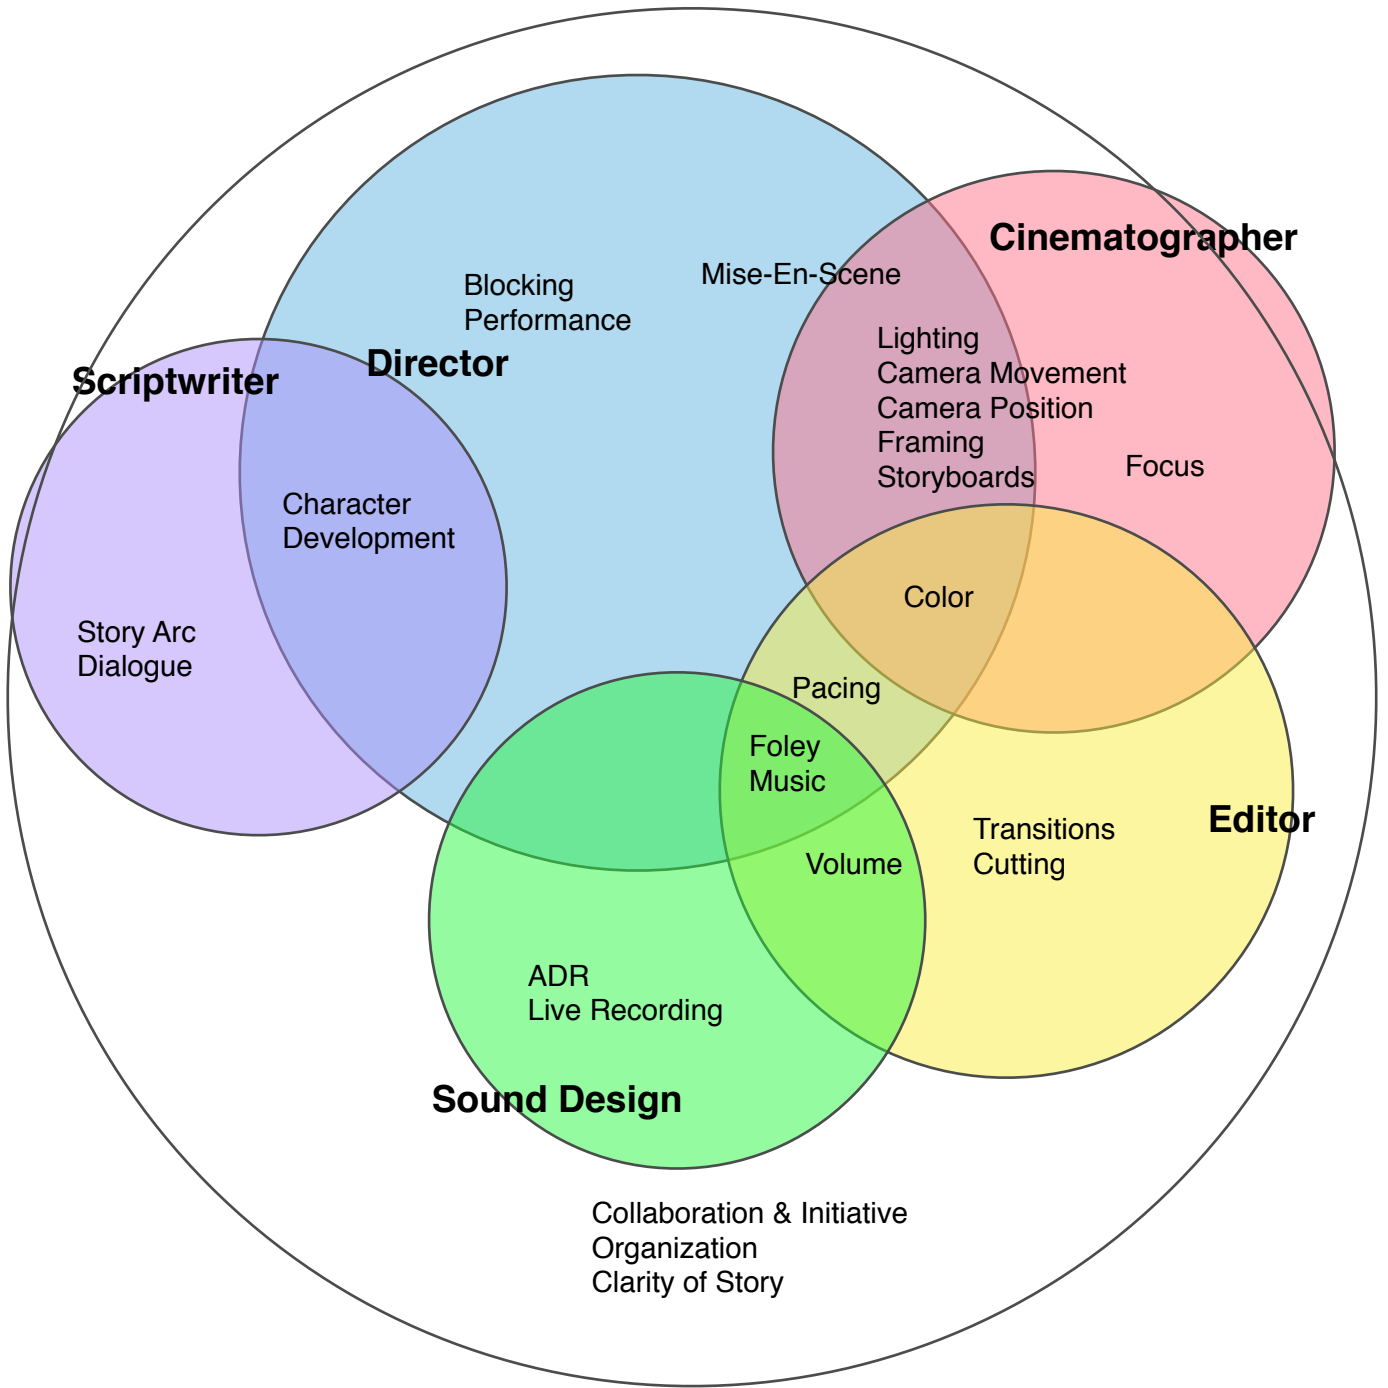 Cinematographer
Mise-En-Scene
Blocking
Performance
Director
Scriptwriter
Lighting
Camera Movement
Camera Position
Framing
Storyboards
Focus
Character
Development
Color
Story Arc
Dialogue
Pacing
Foley
Music
Editor
Transitions
Cutting
Volume
ADR
Live Recording
Sound Design
Collaboration & Initiative
Organization
Clarity of Story